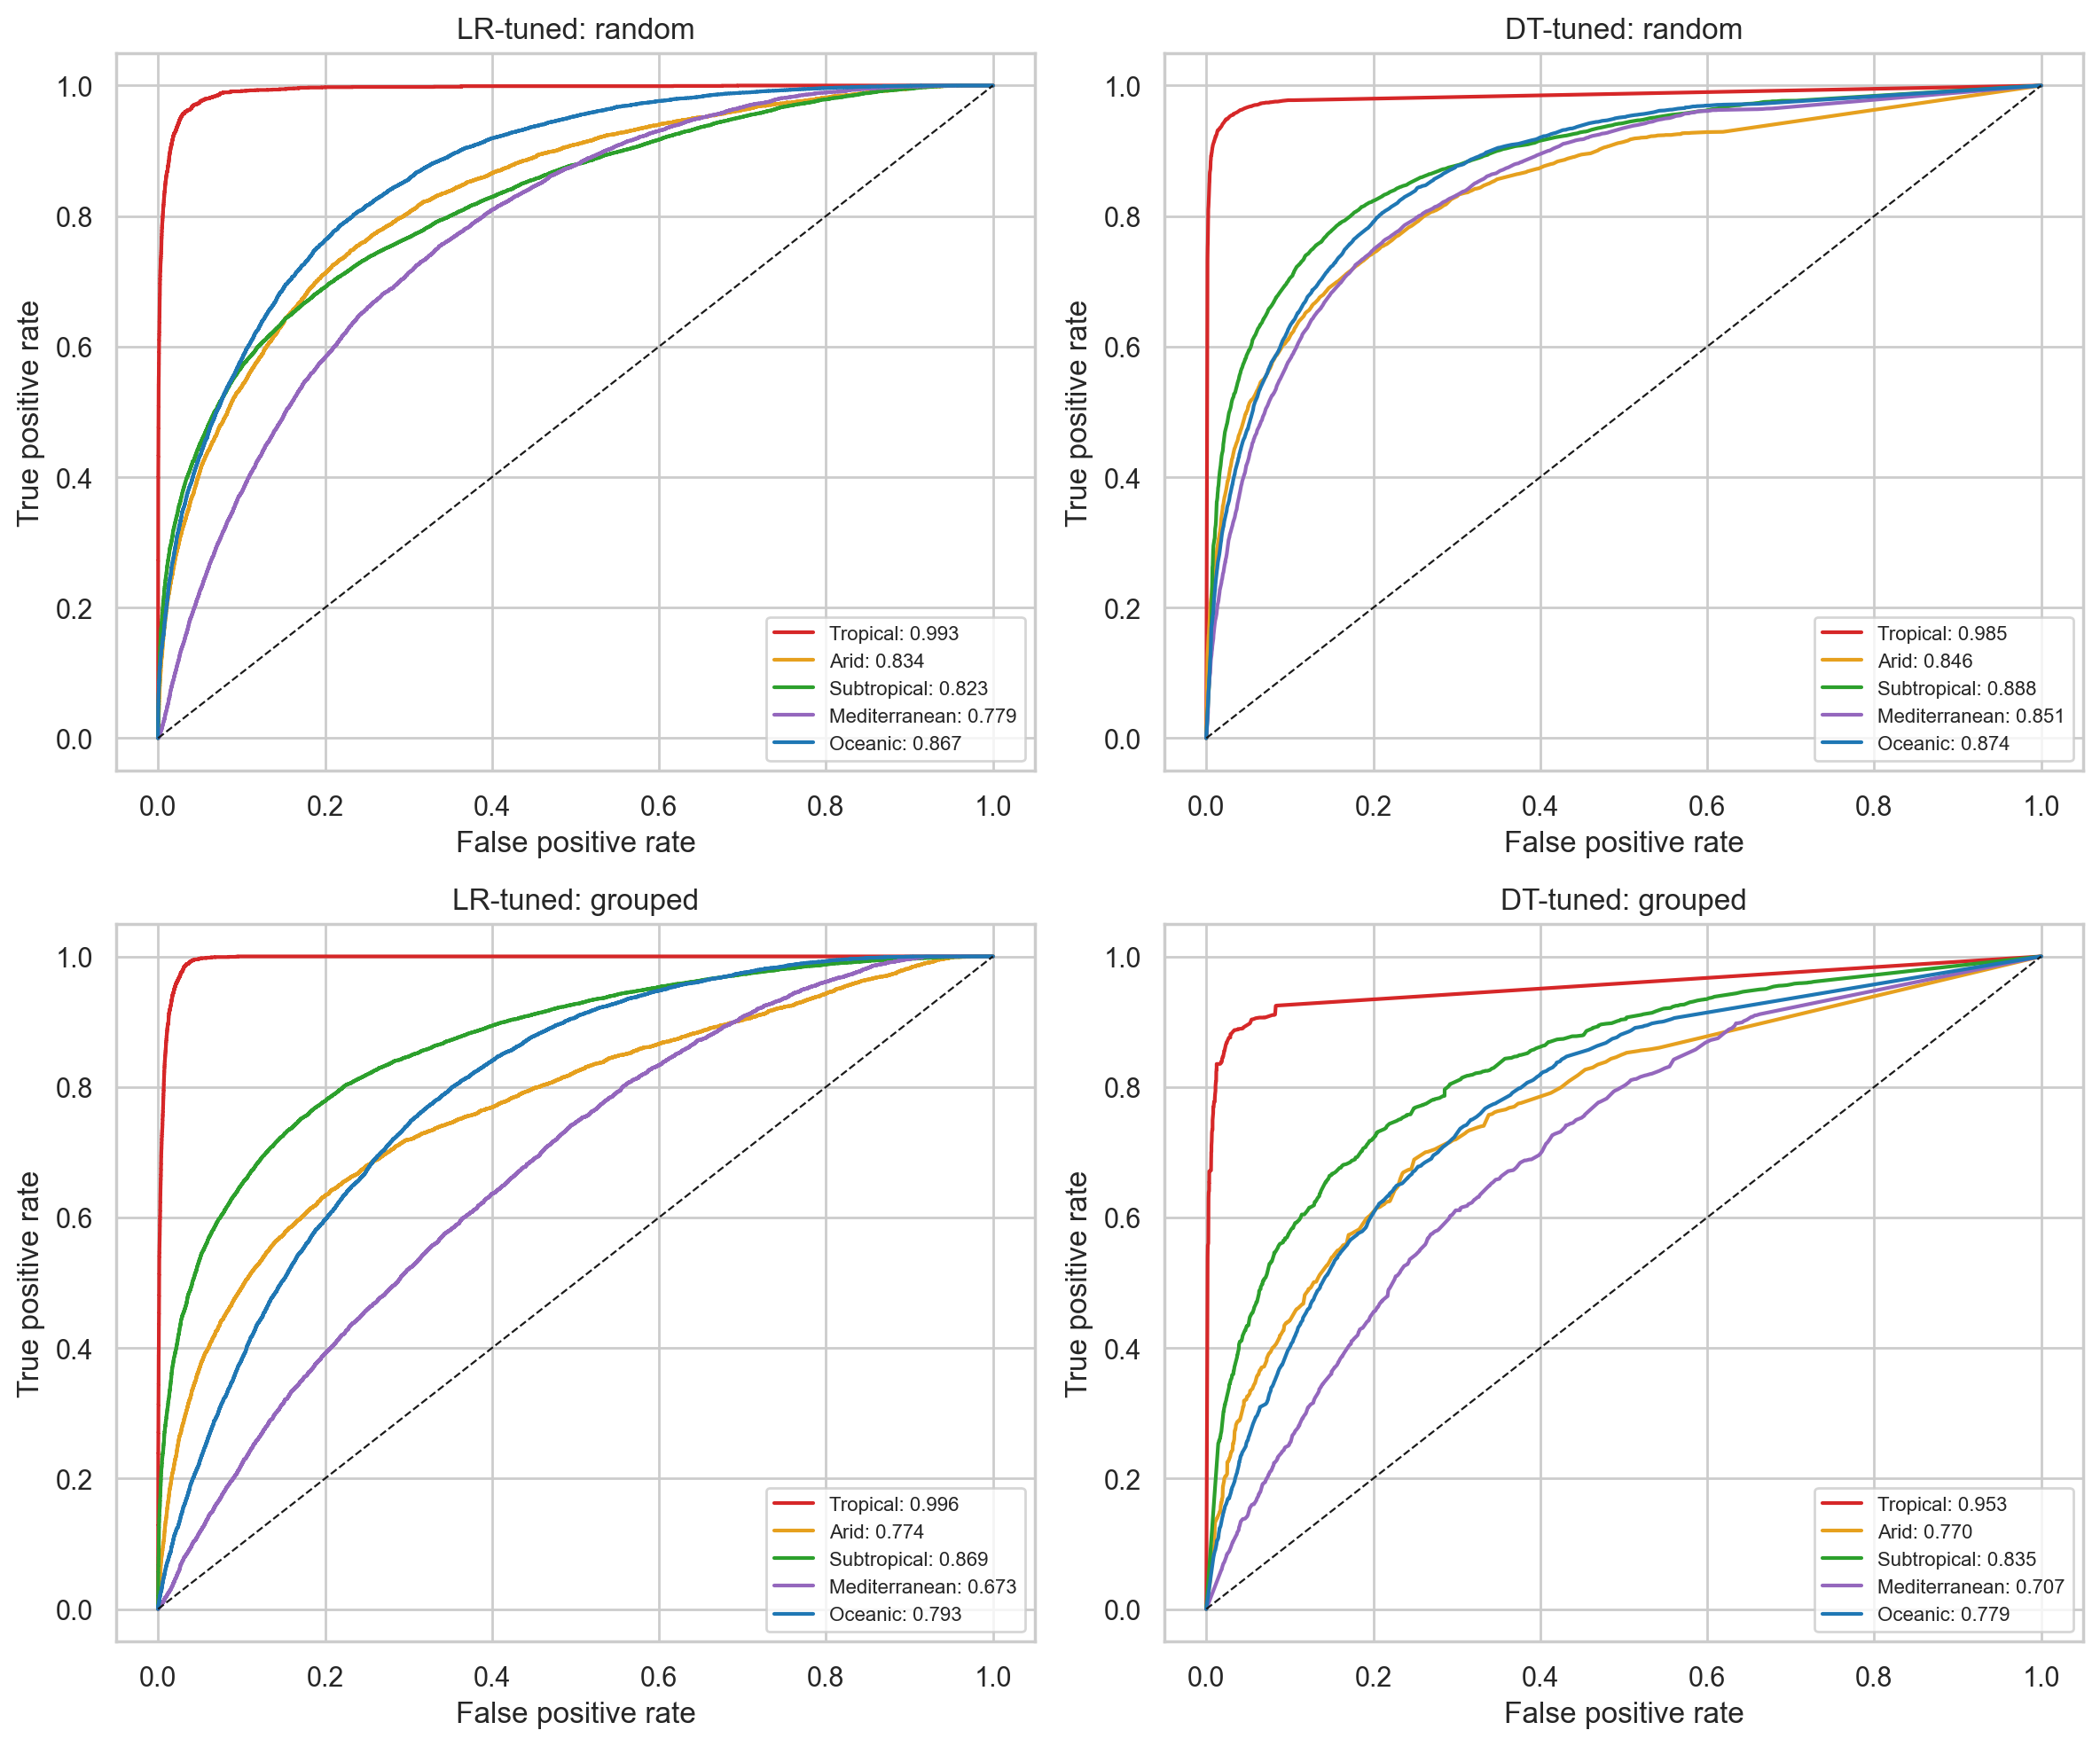 LR-tuned: random
True positive rate
1.0
0.8
0.6
0.4
0.2
0.0
Tropical: 0.993
Arid: 0.834
Subtropical: 0.823
Mediterranean: 0.779
Oceanic: 0.867
0.0 0.2 0.4 0.6 0.8 1.0
False positive rate
DT-tuned: random
True positive rate
1.0
0.8
0.6
0.4
0.2
0.0
Tropical: 0.985
Arid: 0.846
Subtropical: 0.888
Mediterranean: 0.851
Oceanic: 0.874
0.0 0.2 0.4 0.6 0.8 1.0
False positive rate
LR-tuned: grouped
True positive rate
1.0
0.8
0.6
0.4
0.2
0.0
Tropical: 0.996
Arid: 0.774
Subtropical: 0.869
Mediterranean: 0.673
Oceanic: 0.793
0.0 0.2 0.4 0.6 0.8 1.0
False positive rate
DT-tuned: grouped
True positive rate
1.0
0.8
0.6
0.4
0.2
0.0
Tropical: 0.953
Arid: 0.770
Subtropical: 0.835
Mediterranean: 0.707
Oceanic: 0.779
0.0 0.2 0.4 0.6 0.8 1.0
False positive rate